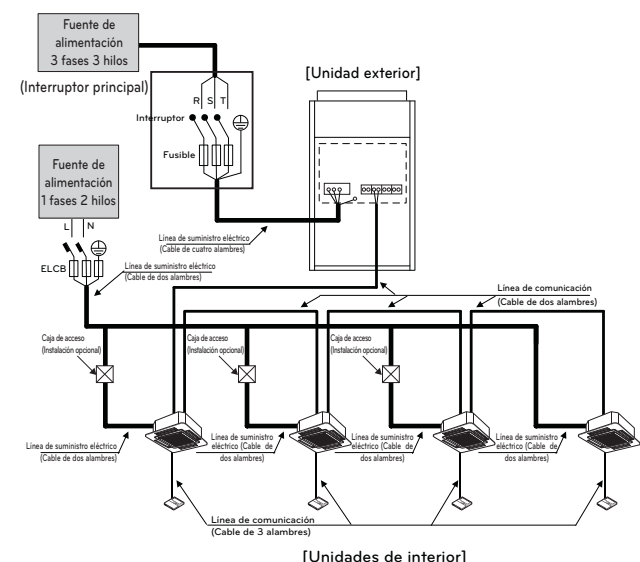 Fuente de
alimentación
3 fases 3 hilos
(Interruptor principal)
[Unidad exterior]
R S T
Interruptor
Fusible
Fuente de
alimentación
1 fases 2 hilos
L N
ELCB
Línea de suministro eléctrico
(Cable de cuatro alambres)
Línea de suministro eléctrico
(Cable de dos alambres)
Línea de comunicación
(Cable de dos alambres)
Caja de acceso
(Instalación opcional)
Caja de acceso
(Instalación opcional)
Caja de acceso
(Instalación opcional)
Línea de suministro eléctrico
(Cable de dos alambres)
Línea de suministro
eléctrico (Cable de
dos alambres)
Línea de suministro
eléctrico (Cable de
dos alambres)
Línea de suministro
eléctrico (Cable de
dos alambres)
Línea de comunicación
(Cable de 3 alambres)
[Unidades de interior]